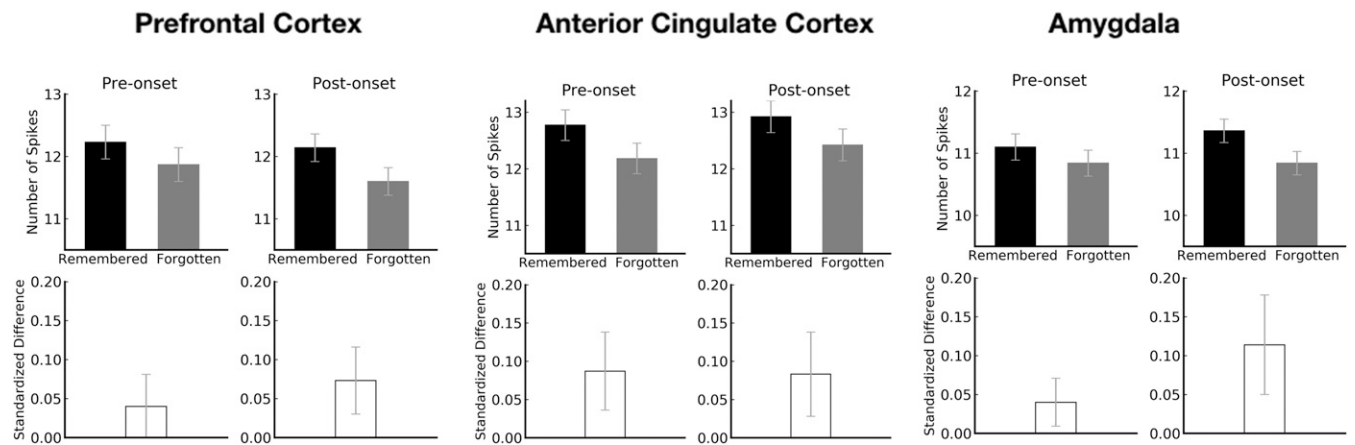 Prefrontal Cortex
Anterior Cingulate Cortex
Amygdala
Pre-onset
Post-onset
Number of Spikes
13
12
11
13
12
11
Remembered Forgotten
Remembered Forgotten
Standardized Difference
0.20
0.15
0.10
0.05
0.00
0.20
0.15
0.10
0.05
0.00
Pre-onset
Post-onset
Number of Spikes
13
12
11
13
12
11
Remembered Forgotten
Remembered Forgotten
Standardized Difference
0.20
0.15
0.10
0.05
0.00
0.20
0.15
0.10
0.05
0.00
Pre-onset
Post-onset
Number of Spikes
12
11
10
12
11
10
Remembered Forgotten
Remembered Forgotten
Standardized Difference
0.20
0.15
0.10
0.05
0.00
0.20
0.15
0.10
0.05
0.00